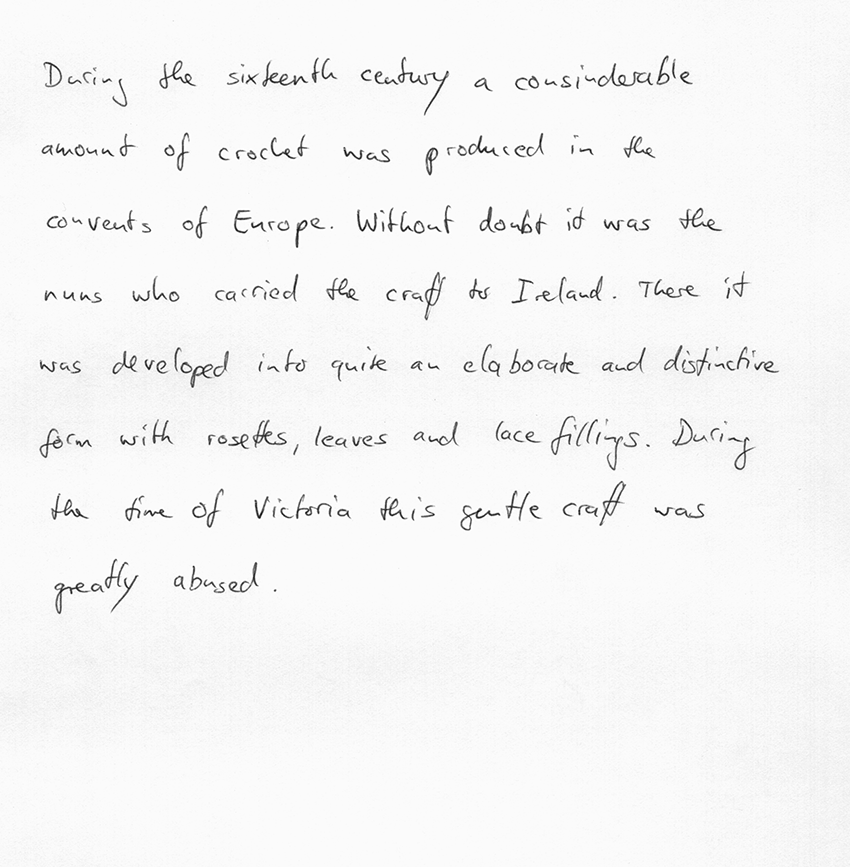 During the sixteenth century a consinderable
amount of crochet was produced in the
convents of Europe. Without doubt it was the
nuns who carried the craft to Ireland. There it
was developed into quite an elaborate and distinctive
form with rosettes, leaves and lace fillings. During
the time of Victoria this gentle craft was
greatly abused.